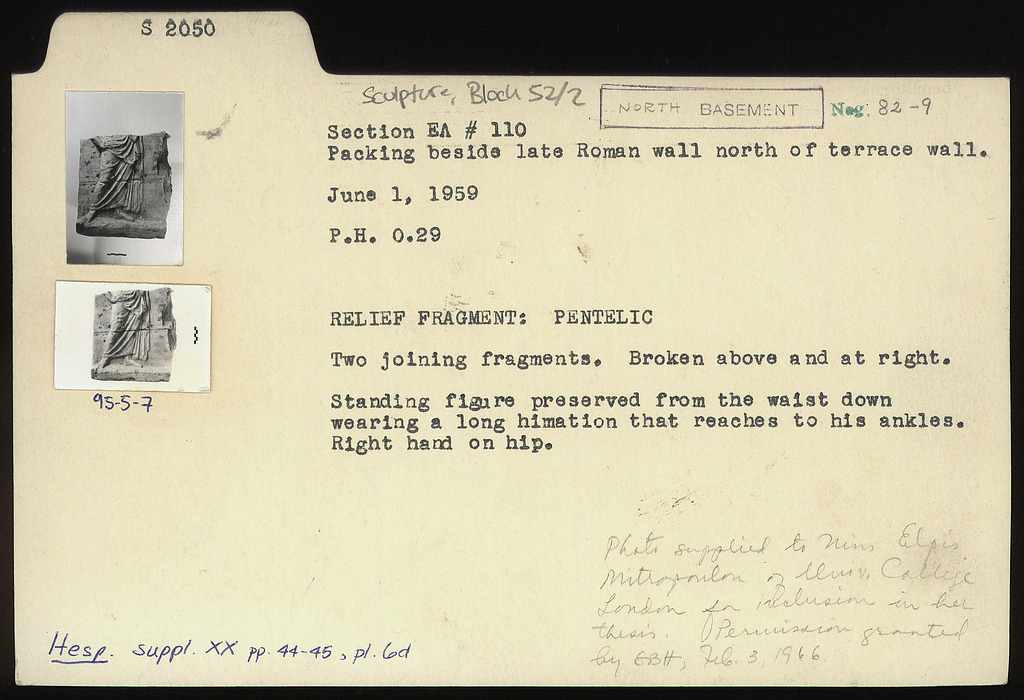 S 2050
Sculpture, Block 52/2
NORTH BASEMENT
Neg. 82-9
Section EA # 110
Packing beside late Roman wall north of terrace wall.
June 1, 1959
P.H. 0.29
RELIEF FRAGMENT: PENTELIC
Two joining fragments. Broken above and at right.
Standing figure preserved from the waist down
wearing a long himation that reaches to his ankles.
Right hand on hip.
95-5-7
Photo supplied to Miss Elpis
Mitropoulou of Univ. College
London for inclusion in her
thesis. Permission granted
by EBH, Feb. 3, 1966.
Hesp. suppl. XX pp. 44-45, pl. 6d